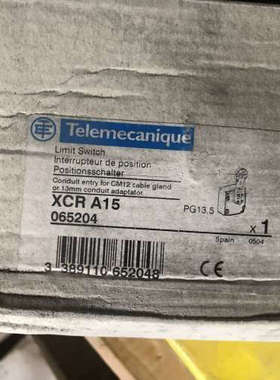 Telemecanique
Limit Switch
Interrupteur de position
Positionsschalter
Conduit entry for CM12 cable gland
or 13mm conduit adaptator
XCR A15
065204
PG13.5
x 1
Spain 0504
3 389110 652048
CE